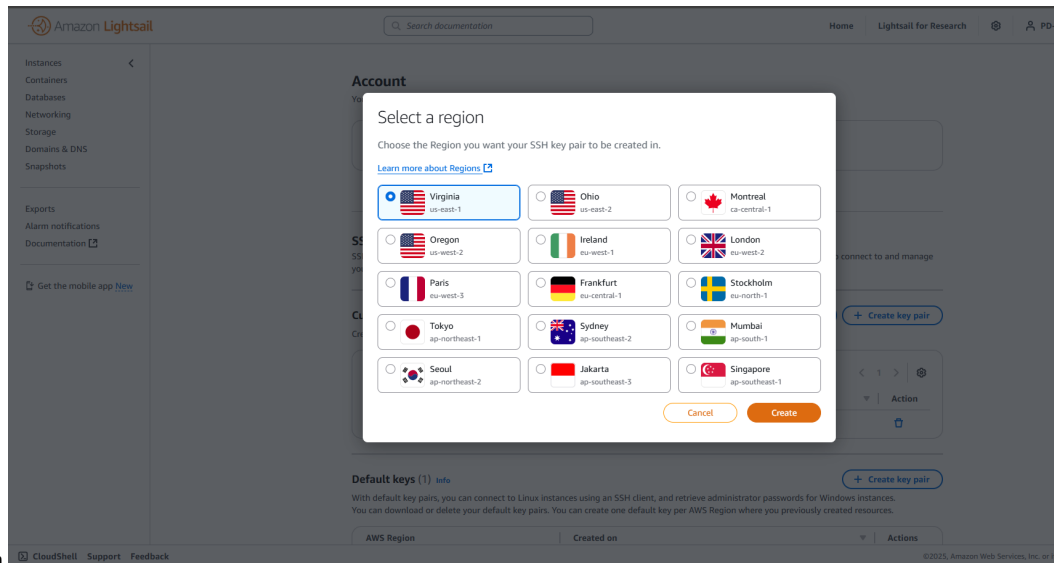 Amazon Lightsail
Search documentation
Home
Lightsail for Research
PD-
Instances
Containers
Databases
Networking
Storage
Domains & DNS
Snapshots
Exports
Alarm notifications
Documentation
Get the mobile app New
Account
Select a region
Choose the Region you want your SSH key pair to be created in.
Learn more about Regions
Virginia
us-east-1
Ohio
us-east-2
Montreal
ca-central-1
Oregon
us-west-2
Ireland
eu-west-1
London
eu-west-2
Paris
eu-west-3
Frankfurt
eu-central-1
Stockholm
eu-north-1
Tokyo
ap-northeast-1
Sydney
ap-southeast-2
Mumbai
ap-south-1
Seoul
ap-northeast-2
Jakarta
ap-southeast-3
Singapore
ap-southeast-1
Cancel
Create
connect to and manage
+ Create key pair
1
Action
Default keys (1) Info
+ Create key pair
With default key pairs, you can connect to Linux instances using an SSH client, and retrieve administrator passwords for Windows instances.
You can download or delete your default key pairs. You can create one default key per AWS Region where you previously created resources.
AWS Region
Created on
Actions
CloudShell Support Feedback
©2025, Amazon Web Services, Inc. or